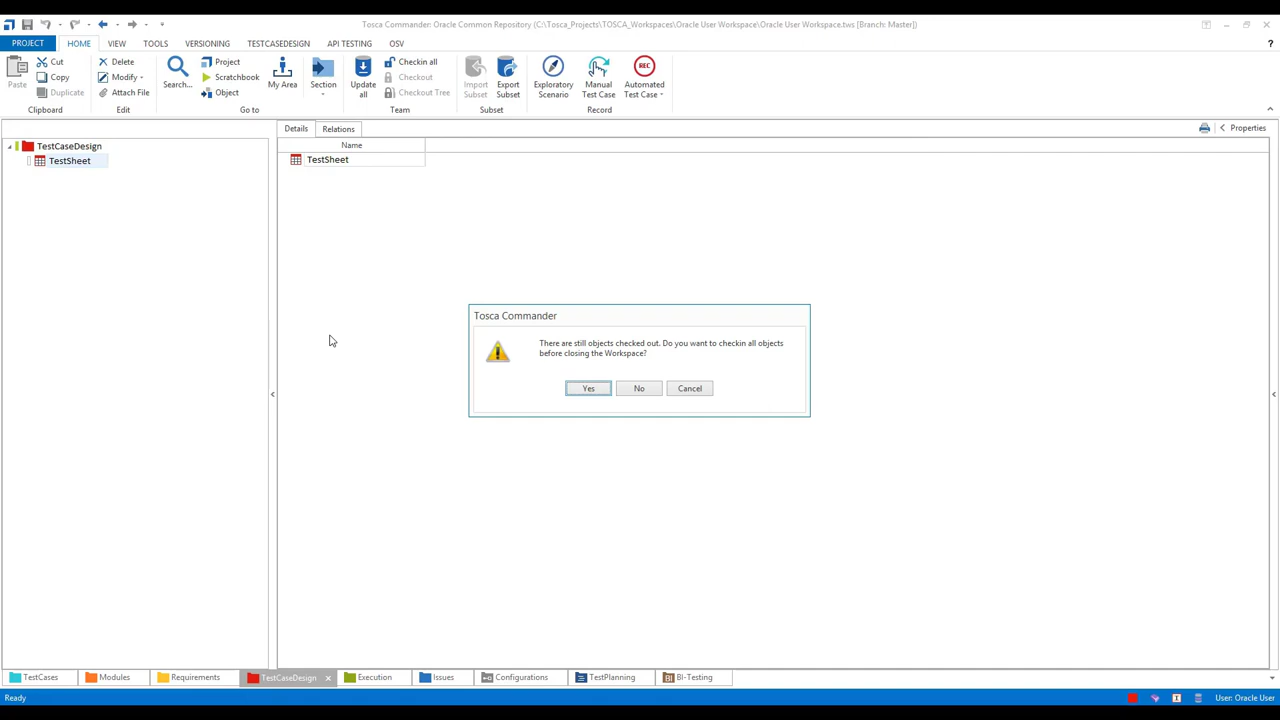 Tosca Commander: Oracle Common Repository (C:\Tosca_Projects\TOSCA_Workspaces\Oracle User Workspace\Oracle User Workspace.tws [Branch: Master])
PROJECT HOME VIEW TOOLS VERSIONING TESTCASEDESIGN API TESTING OSV
Paste
Cut
Copy
Duplicate
Clipboard
Delete
Modify
Attach File
Edit
Search...
Project
Scratchbook
Object
My Area
Go to
Section
Update all
Checkin all
Checkout
Checkout Tree
Team
Import Subset
Export Subset
Subset
Exploratory Scenario
Manual Test Case
REC
Automated Test Case
Record
TestCaseDesign
TestSheet
Details Relations
Properties
Name
TestSheet
Tosca Commander
There are still objects checked out. Do you want to checkin all objects
before closing the Workspace?
Yes No Cancel
TestCases Modules Requirements TestCaseDesign Execution Issues Configurations TestPlanning BI-Testing
Ready
User: Oracle User